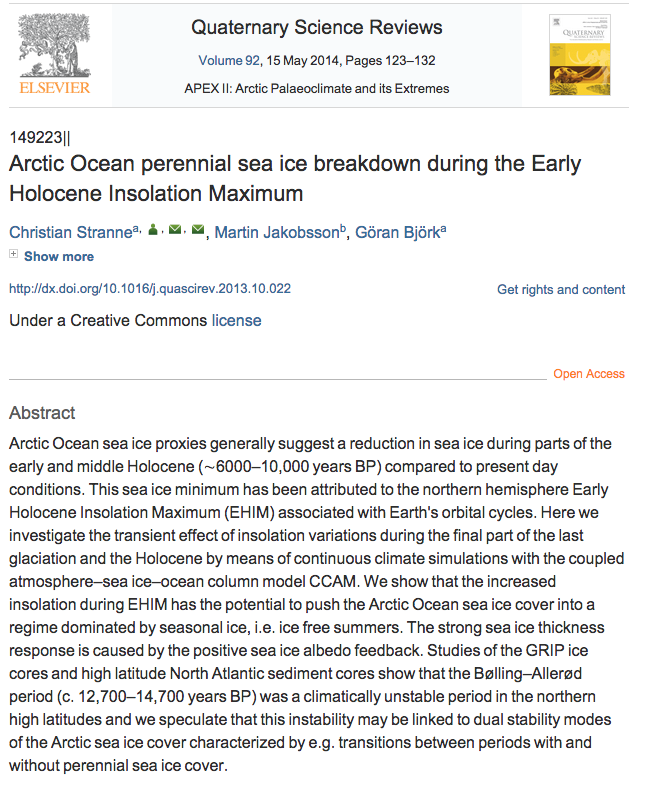 Quaternary Science Reviews
Volume 92, 15 May 2014, Pages 123–132
APEX II: Arctic Palaeoclimate and its Extremes
ELSEVIER
QUATERNARY
149223||
Arctic Ocean perennial sea ice breakdown during the Early
Holocene Insolation Maximum
Christian Stranneᵃ, Martin Jakobssonᵇ, Göran Björkᵃ
Show more
http://dx.doi.org/10.1016/j.quascirev.2013.10.022
Get rights and content
Under a Creative Commons license
Open Access
Abstract
Arctic Ocean sea ice proxies generally suggest a reduction in sea ice during parts of the
early and middle Holocene (∼6000–10,000 years BP) compared to present day
conditions. This sea ice minimum has been attributed to the northern hemisphere Early
Holocene Insolation Maximum (EHIM) associated with Earth's orbital cycles. Here we
investigate the transient effect of insolation variations during the final part of the last
glaciation and the Holocene by means of continuous climate simulations with the coupled
atmosphere–sea ice–ocean column model CCAM. We show that the increased
insolation during EHIM has the potential to push the Arctic Ocean sea ice cover into a
regime dominated by seasonal ice, i.e. ice free summers. The strong sea ice thickness
response is caused by the positive sea ice albedo feedback. Studies of the GRIP ice
cores and high latitude North Atlantic sediment cores show that the Bølling–Allerød
period (c. 12,700–14,700 years BP) was a climatically unstable period in the northern
high latitudes and we speculate that this instability may be linked to dual stability modes
of the Arctic sea ice cover characterized by e.g. transitions between periods with and
without perennial sea ice cover.